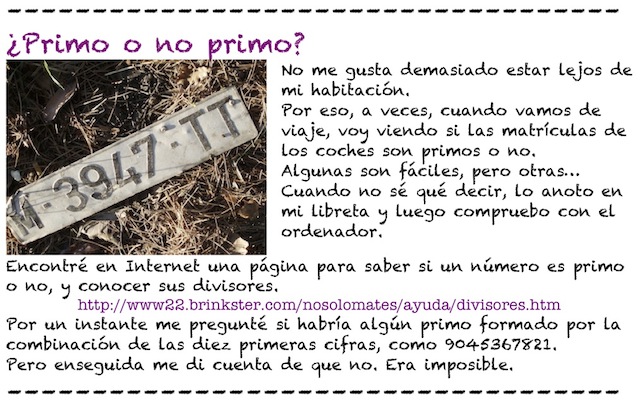 ¿Primo o no primo?
M-3947-TT
No me gusta demasiado estar lejos de
mi habitación.
Por eso, a veces, cuando vamos de
viaje, voy viendo si las matrículas de
los coches son primos o no.
Algunas son fáciles, pero otras...
Cuando no sé qué decir, lo anoto en
mi libreta y luego compruebo con el
ordenador.
Encontré en Internet una página para saber si un número es primo
o no, y conocer sus divisores.
http://www22.brinkster.com/nosolomates/ayuda/divisores.htm
Por un instante me pregunté si habría algún primo formado por la
combinación de las diez primeras cifras, como 9045367821.
Pero enseguida me di cuenta de que no. Era imposible.